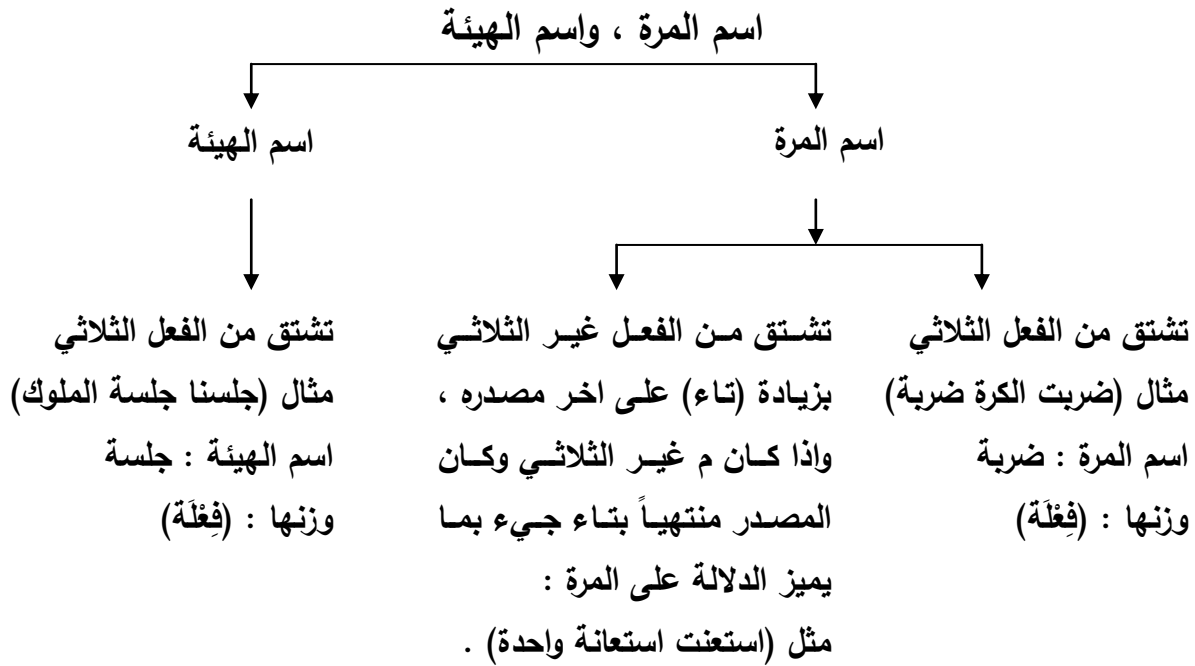 اسم المرة ، واسم الهيئة
اسم المرة
اسم الهيئة
تشتق من الفعل الثلاثي
مثال (ضربت الكرة ضربة)
اسم المرة : ضربة
وزنها : (فِعْلَة)
تشتق من الفعل غير الثلاثي
بزيادة (تاء) على اخر مصدره ،
واذا كان م غير الثلاثي وكان
المصدر منتهياً بتاء جيء بما
يميز الدلالة على المرة :
مثل (استعنت استعانة واحدة) .
تشتق من الفعل الثلاثي
مثال (جلسنا جلسة الملوك)
اسم الهيئة : جلسة
وزنها : (فِعْلَة)